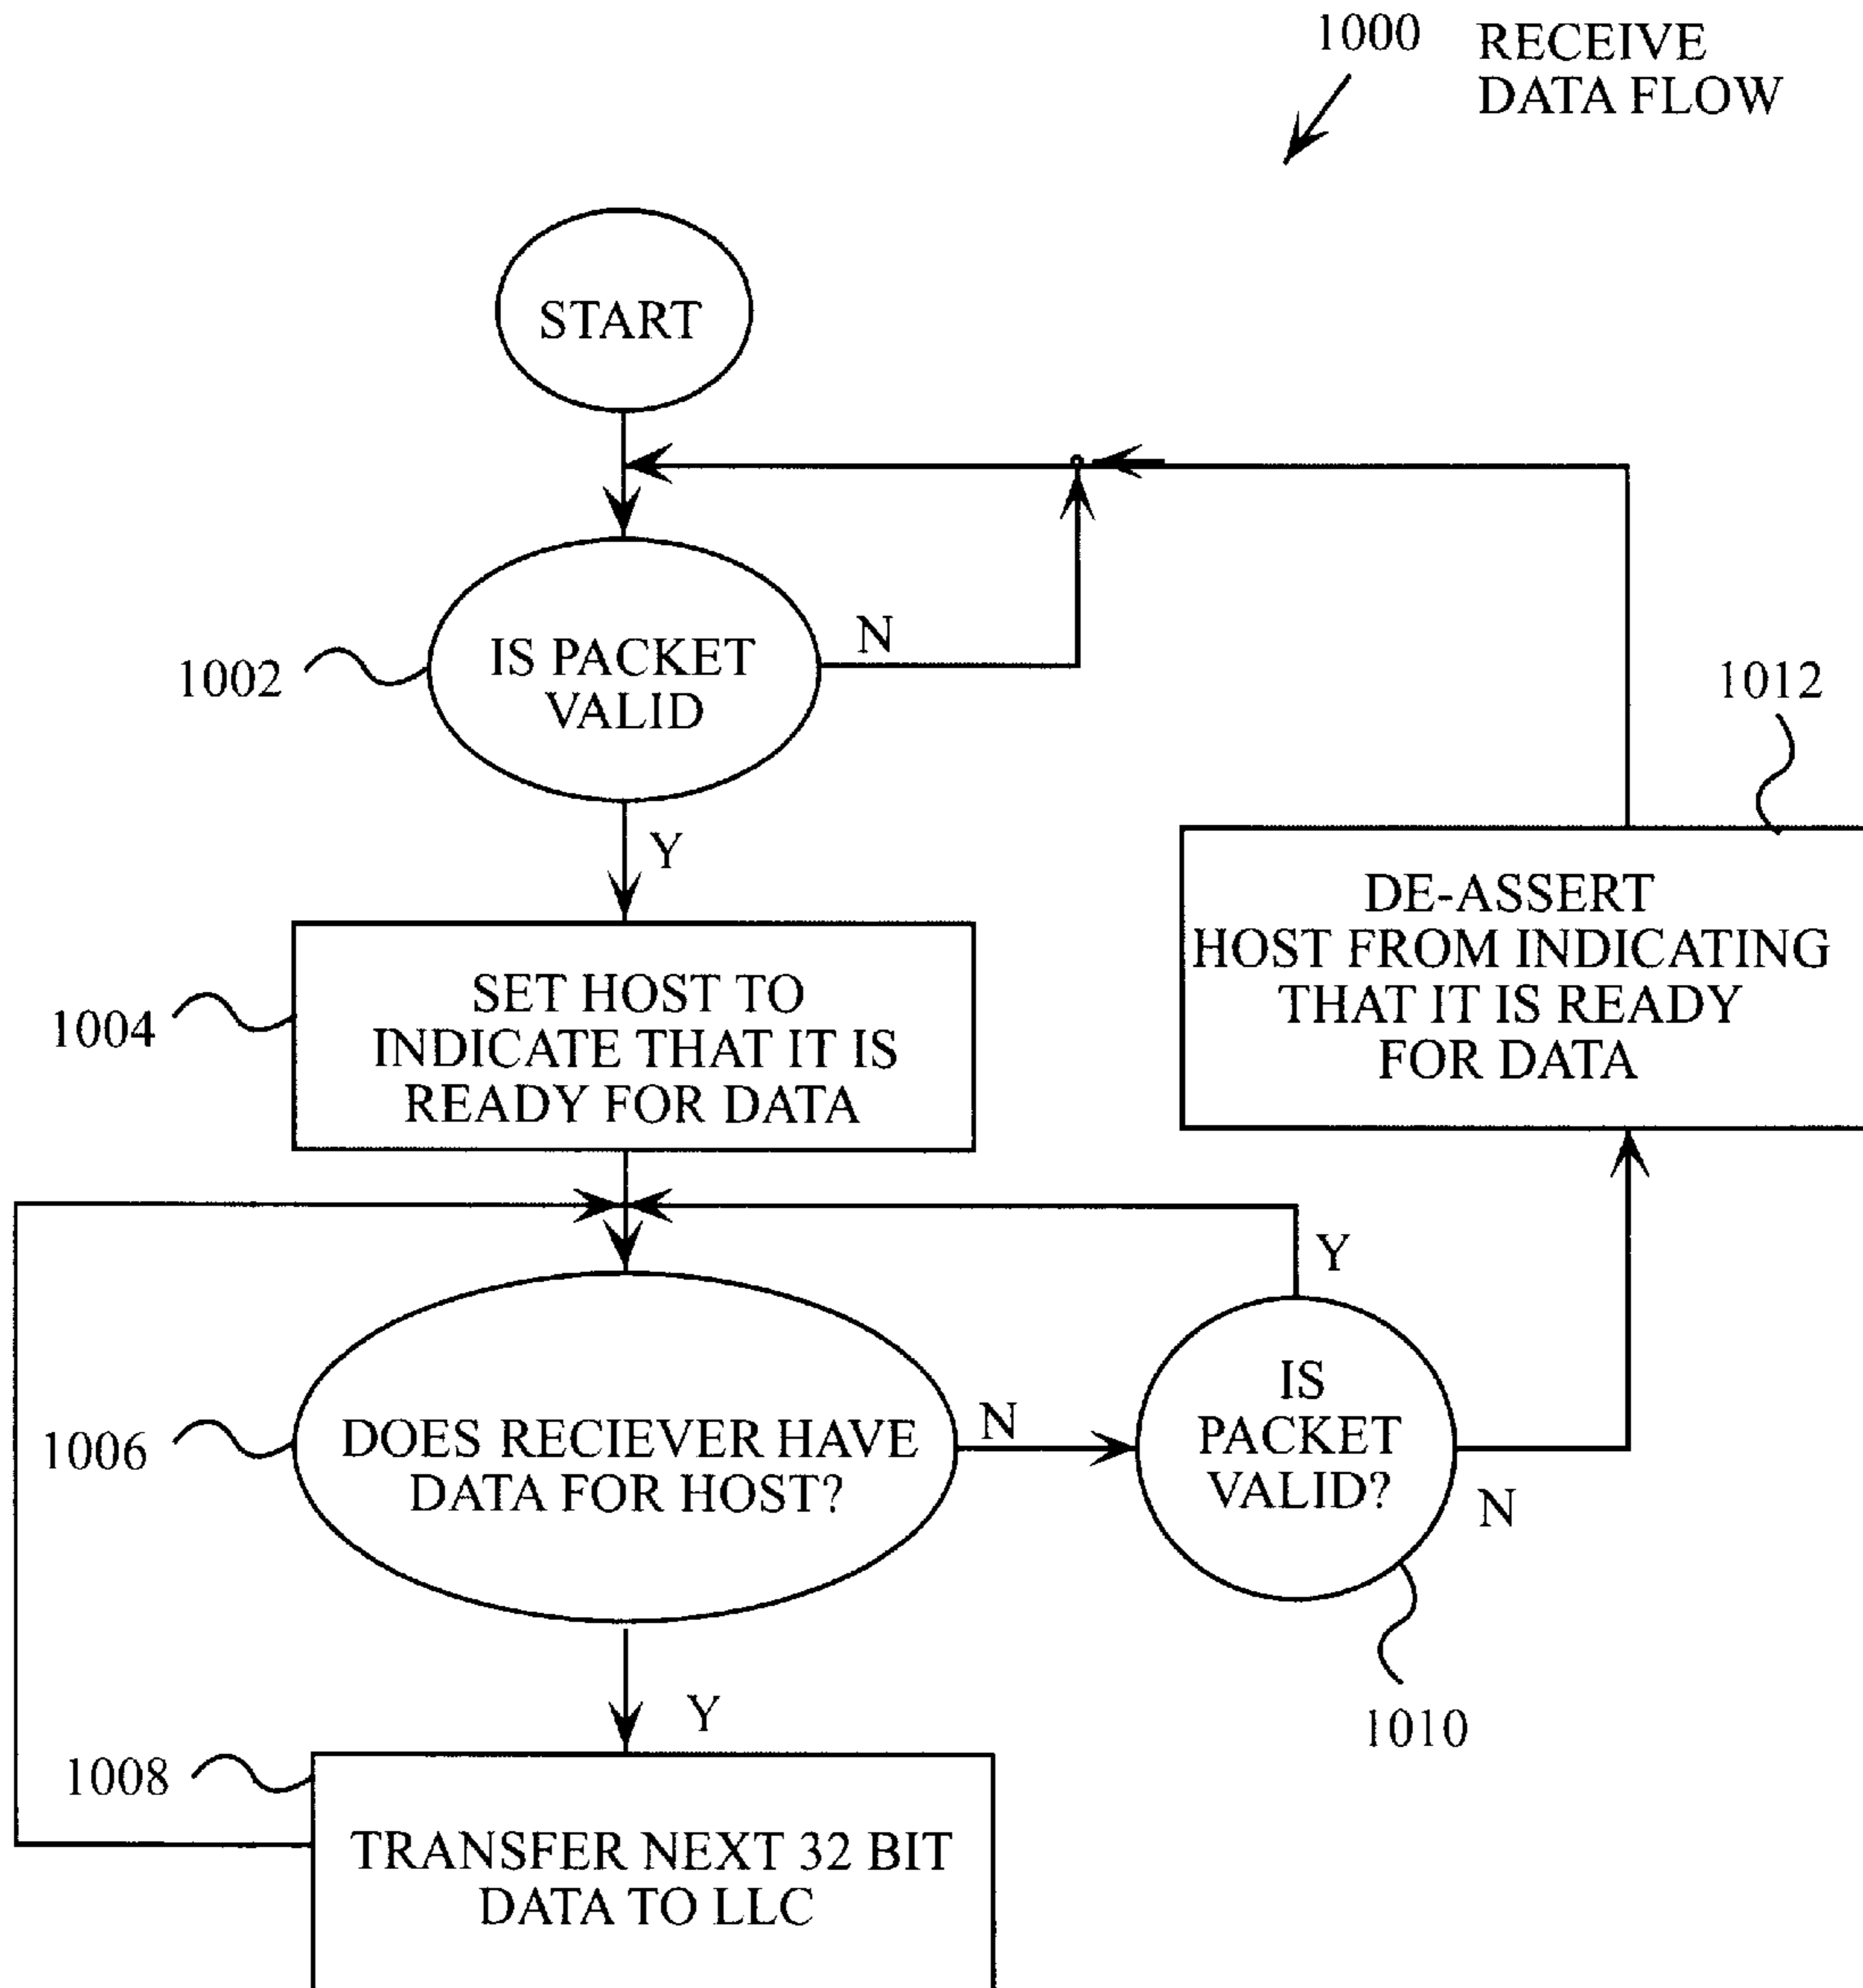 1000 RECEIVE
DATA FLOW
START
1002
IS PACKET
VALID
N
Y
1012
1004
SET HOST TO
INDICATE THAT IT IS
READY FOR DATA
DE-ASSERT
HOST FROM INDICATING
THAT IT IS READY
FOR DATA
Y
1006
DOES RECIEVER HAVE
DATA FOR HOST?
N
IS
PACKET
VALID?
N
1010
Y
1008
TRANSFER NEXT 32 BIT
DATA TO LLC